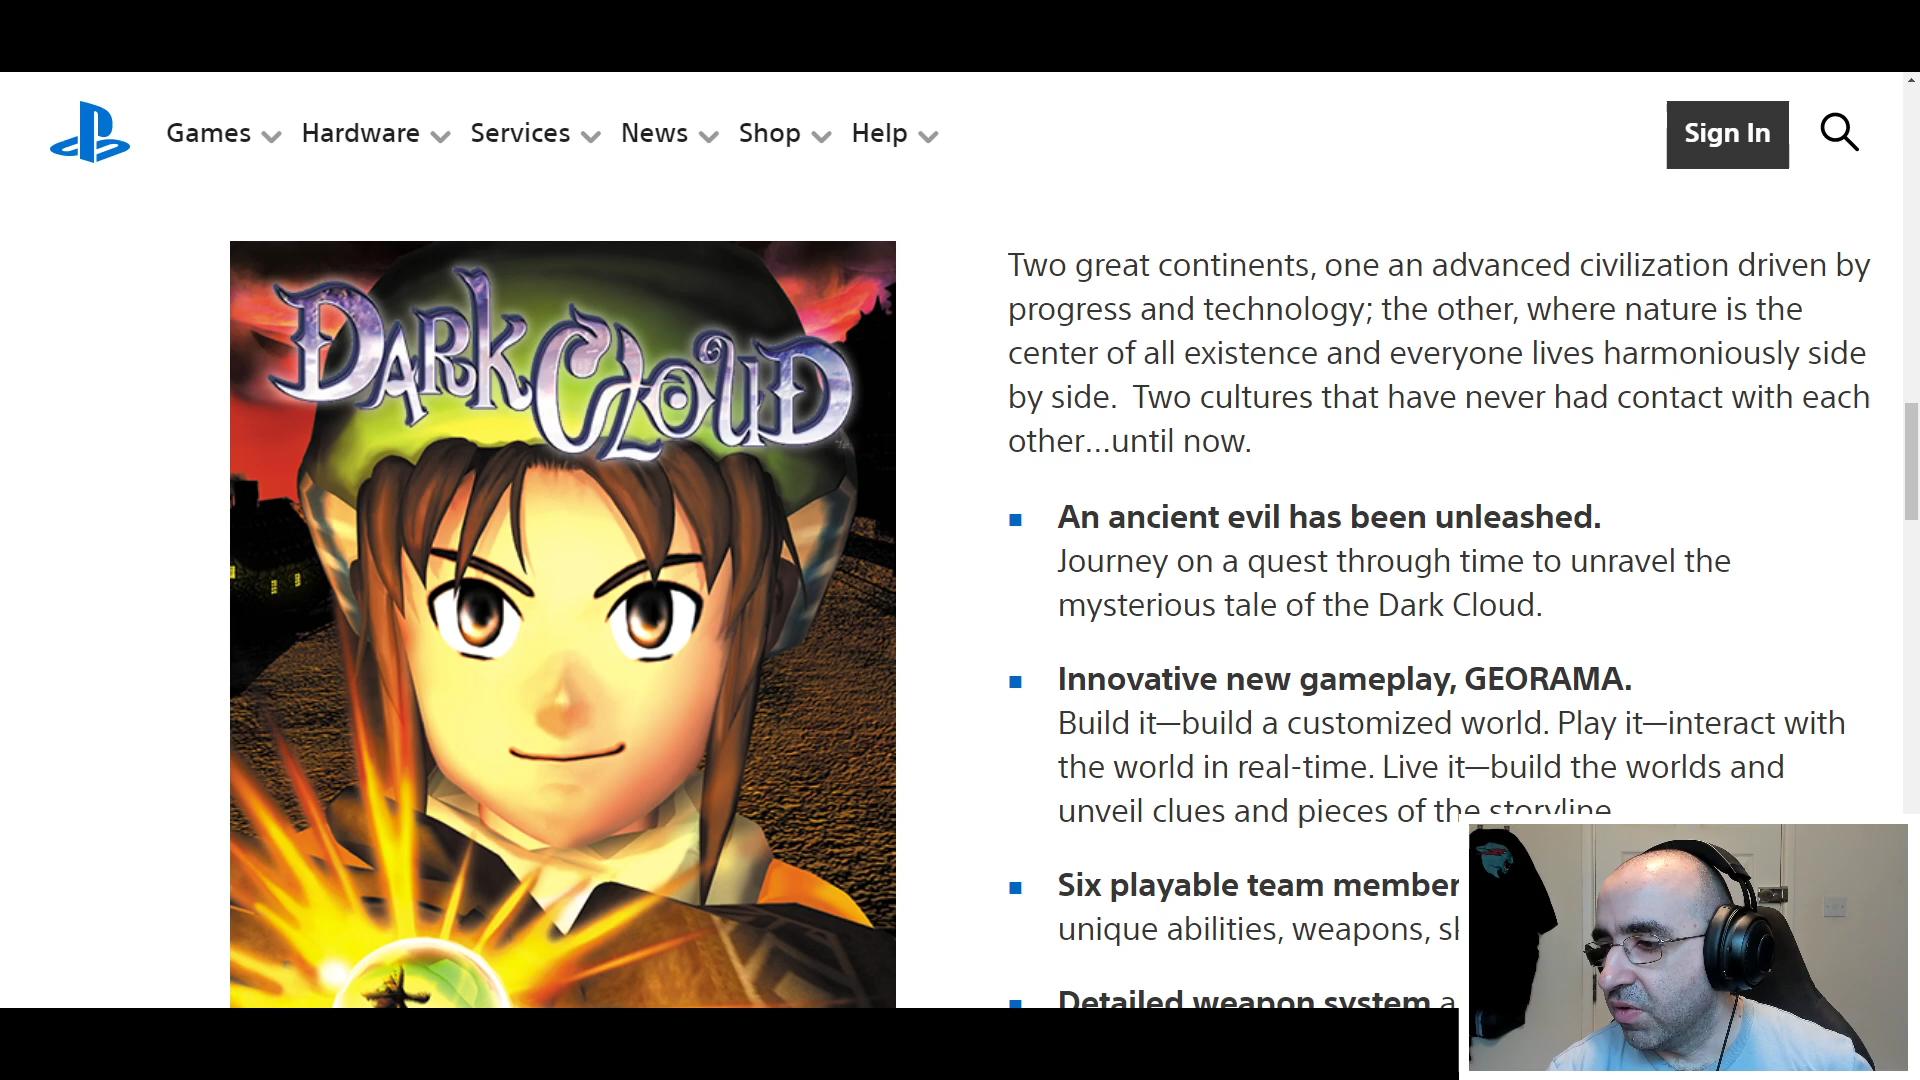 Games
Hardware
Services
News
Shop
Help
Sign In
DARK CLOUD
Two great continents, one an advanced civilization driven by
progress and technology; the other, where nature is the
center of all existence and everyone lives harmoniously side
by side.  Two cultures that have never had contact with each
other...until now.
An ancient evil has been unleashed.
Journey on a quest through time to unravel the
mysterious tale of the Dark Cloud.
Innovative new gameplay, GEORAMA.
Build it—build a customized world. Play it—interact with
the world in real-time. Live it—build the worlds and
unveil clues and pieces of the storyline
Six playable team member
unique abilities, weapons,
Detailed weapon system a